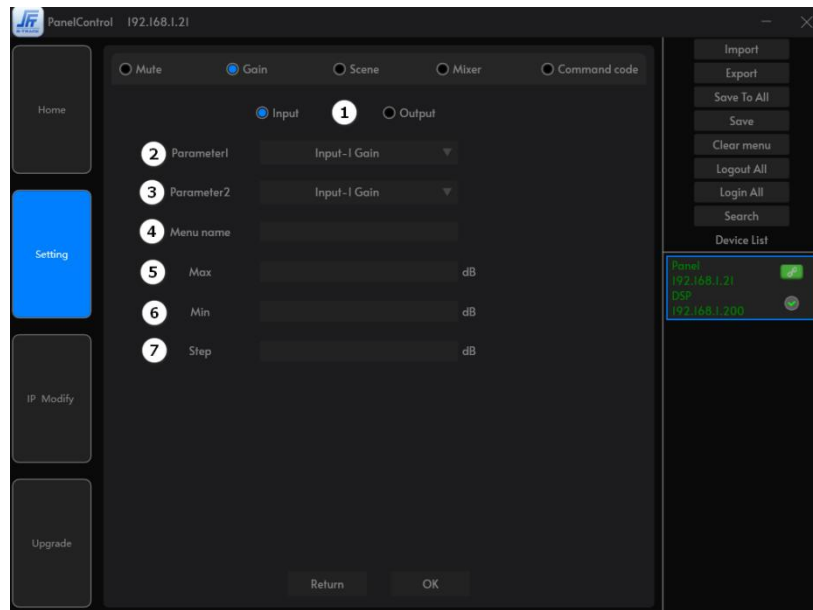 PanelControl 192.168.1.21
Home
Setting
IP Modify
Upgrade
Mute Gain Scene Mixer Command code
Input 1 Output
2 Parameter1 Input-1 Gain
3 Parameter2 Input-1 Gain
4 Menu name
5 Max dB
6 Min dB
7 Step dB
Return OK
Import
Export
Save To All
Save
Clear menu
Logout All
Login All
Search
Device List
Panel
192.168.1.21
DSP
192.168.1.200